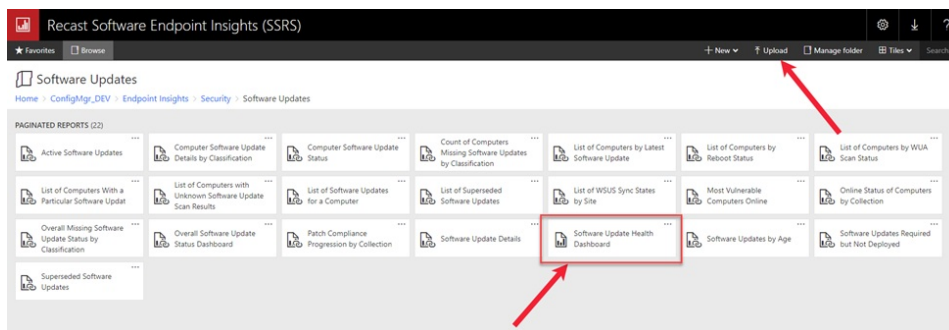 Recast Software Endpoint Insights (SSRS)
?
Favorites Browse
New Upload Manage folder Tiles Search
Software Updates
Home > ConfigMgr_DEV > Endpoint Insights > Security > Software Updates
PAGINATED REPORTS (22)
Active Software Updates
Computer Software Update
Details by Classification
Computer Software Update
Status
Count of Computers
Missing Software Updates
by Classification
List of Computers by Latest
Software Update
List of Computers by
Reboot Status
List of Computers by WUA
Scan Status
List of Computers With a
Particular Software Updat
List of Computers with
Unknown Software Update
Scan Results
List of Software Updates
for a Computer
List of Superseded
Software Updates
List of WSUS Sync States
by Site
Most Vulnerable
Computers Online
Online Status of Computers
by Collection
Overall Missing Software
Update Status by
Classification
Overall Software Update
Status Dashboard
Patch Compliance
Progression by Collection
Software Update Details
Software Update Health
Dashboard
Software Updates by Age
Software Updates Required
but Not Deployed
Superseded Software
Updates